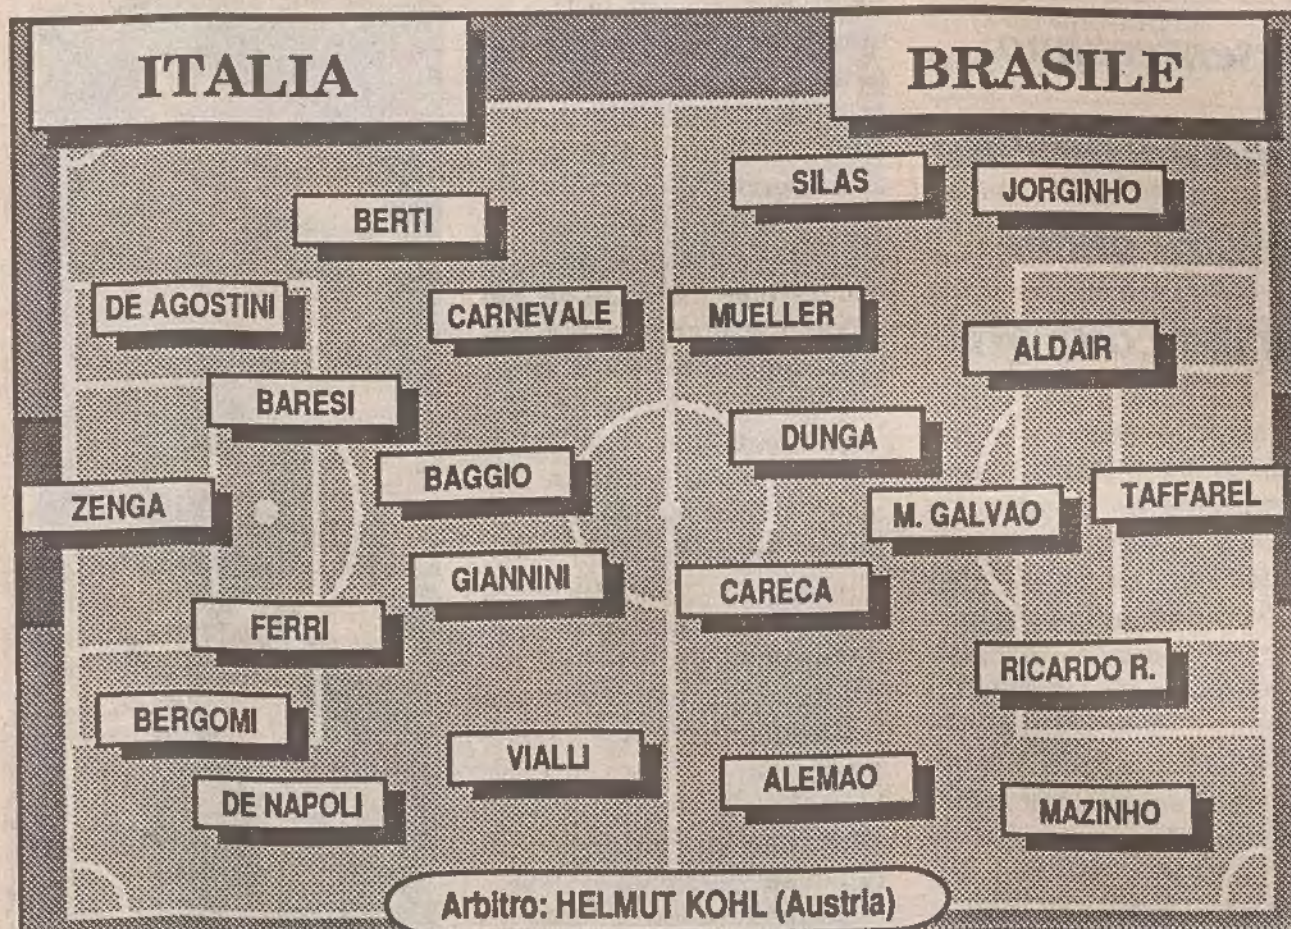 ITALIA
BRASILE
BERTI
DE AGOSTINI
CARNEVALE
BARESI
BAGGIO
ZENGA
GIANNINI
FERRI
BERGOMI
VIALLI
DE NAPOLI
SILAS
JORGINHO
MUELLER
ALDAIR
DUNGA
M. GALVAO
TAFFAREL
CARECA
RICARDO R.
ALEMAO
MAZINHO
Arbitro: HELMUT KOHL (Austria)